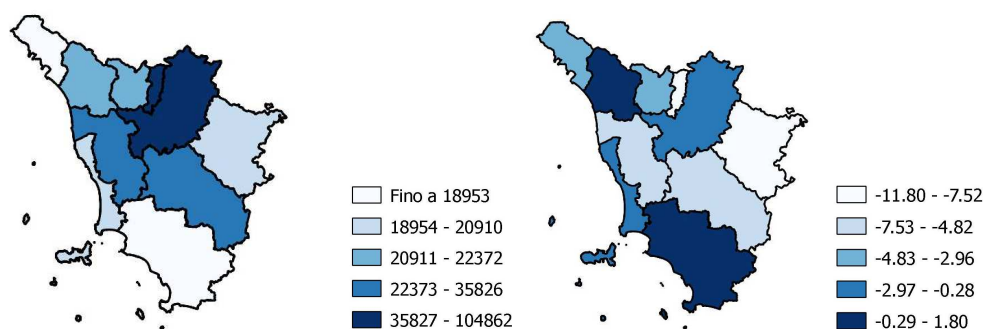 Fino a 18953
18954 - 20910
20911 - 22372
22373 - 35826
35827 - 104862
-11.80 - -7.52
-7.53 - -4.82
-4.83 - -2.96
-2.97 - -0.28
-0.29 - 1.80